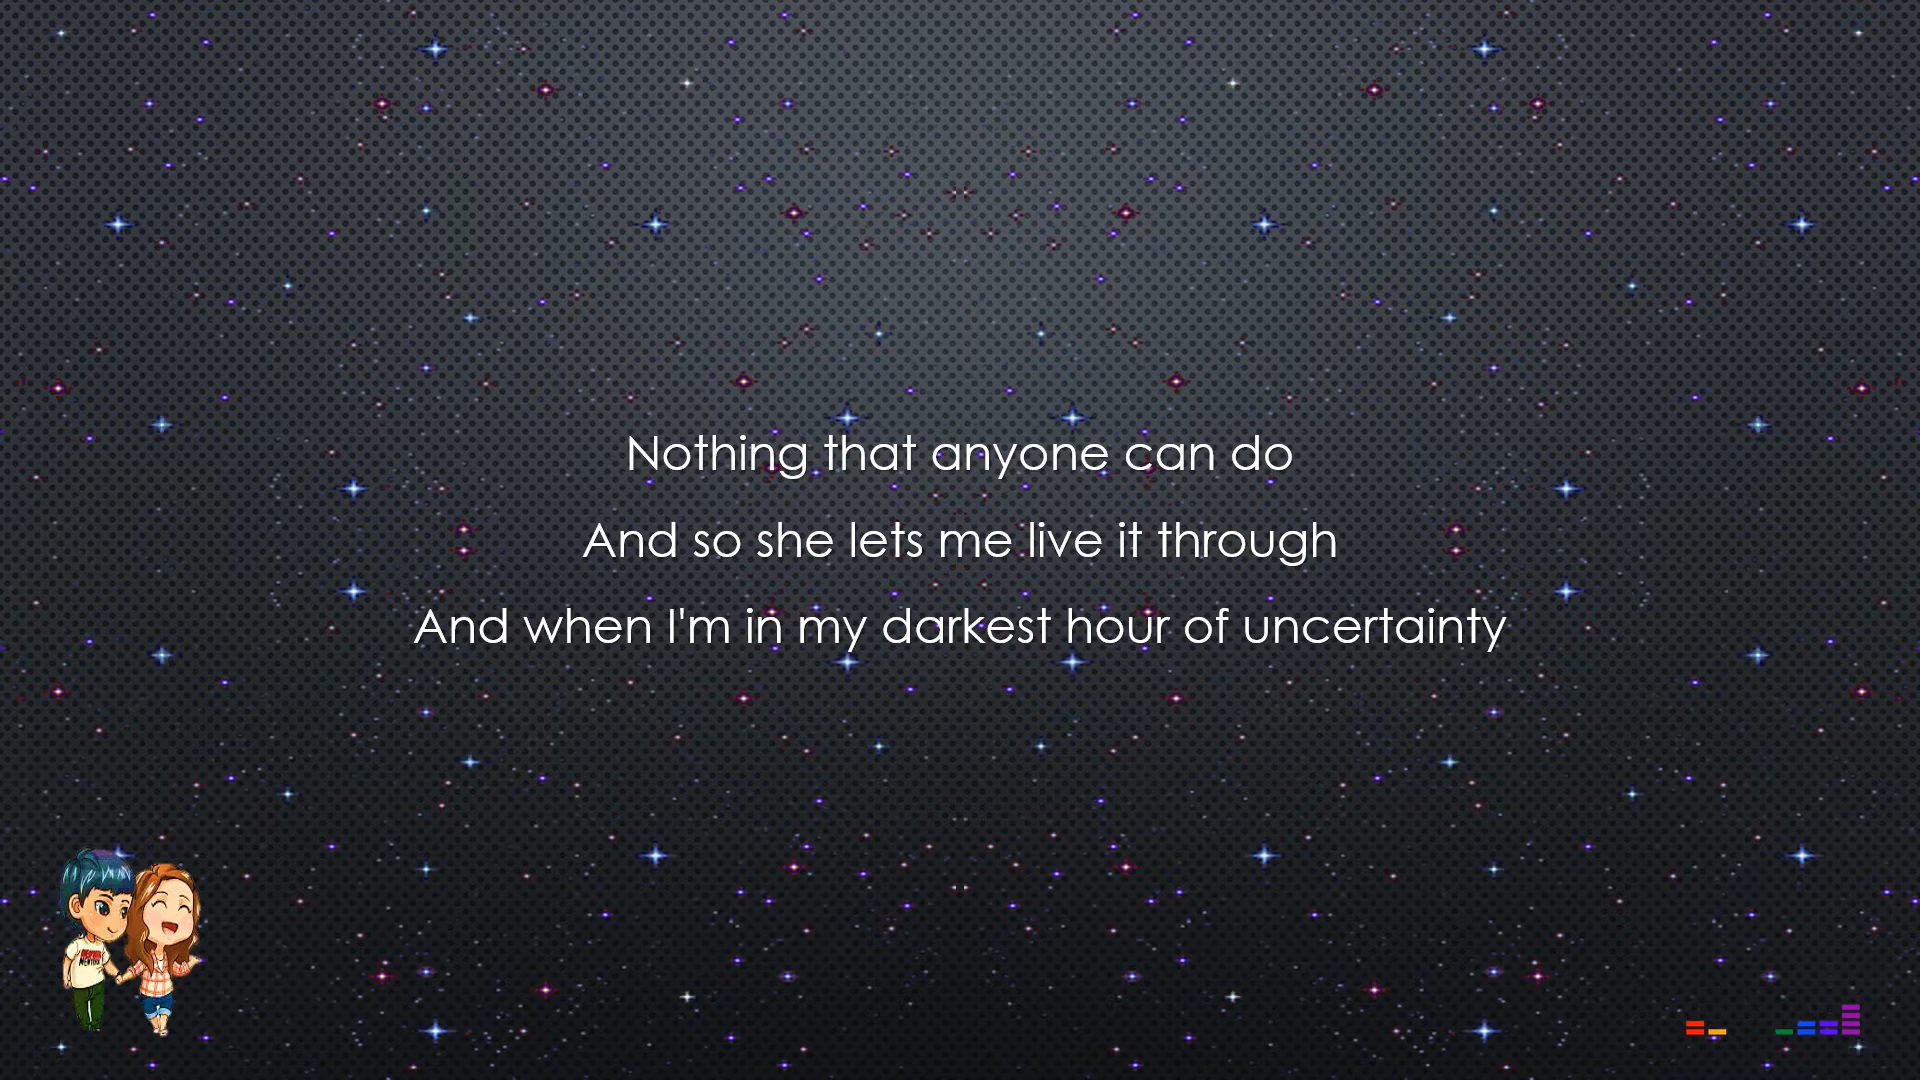 Nothing that anyone can do
And so she lets me live it through
And when I'm in my darkest hour of uncertainty